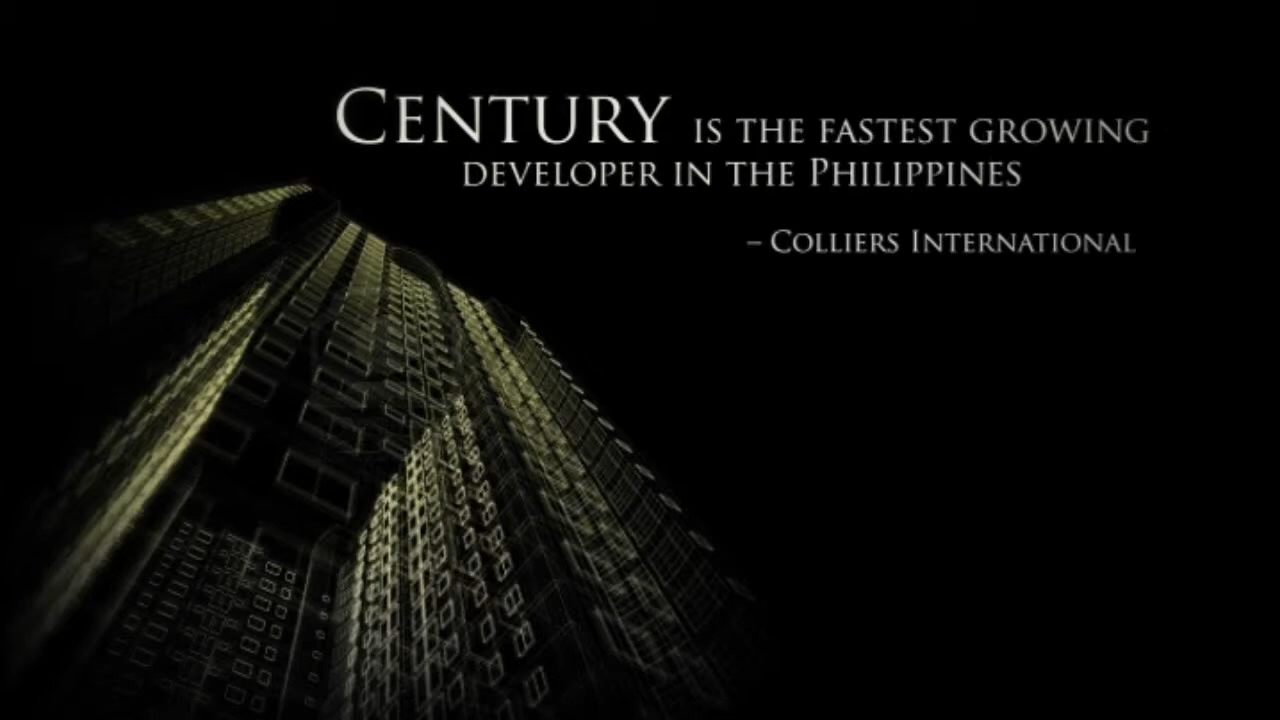 CENTURY IS THE FASTEST GROWING
DEVELOPER IN THE PHILIPPINES
– COLLIERS INTERNATIONAL